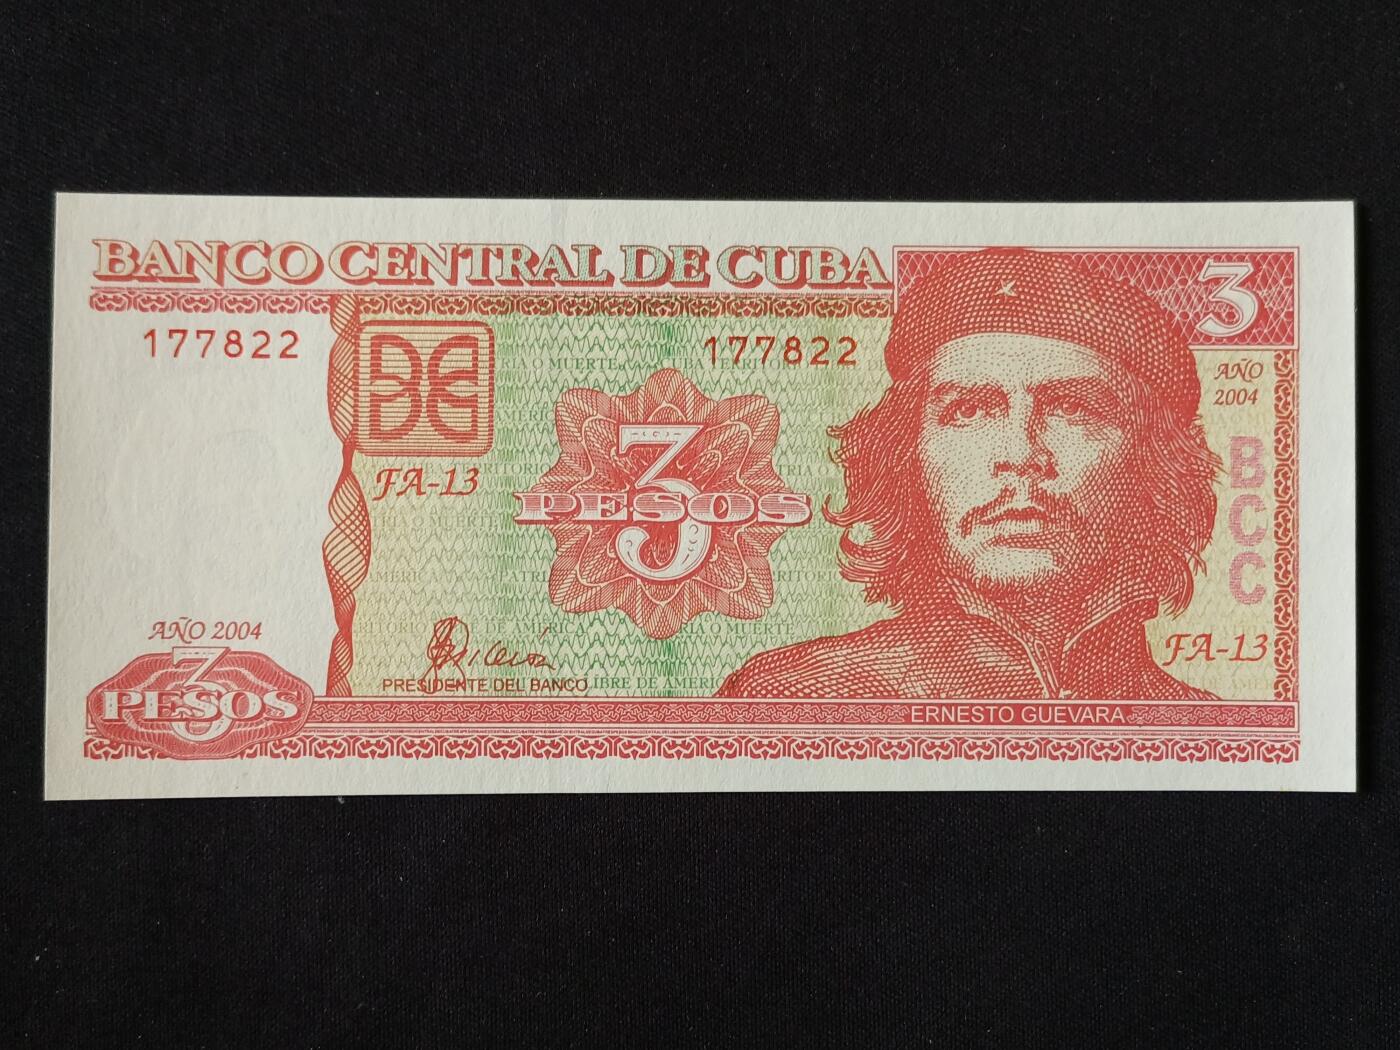 BANCO CENTRAL DE CUBA
3
177822
177822
AÑO
2004
FA-13
3
PESOS
BCC
AÑO 2004
3
PESOS
PRESIDENTE DEL BANCO
FA-13
ERNESTO GUEVARA